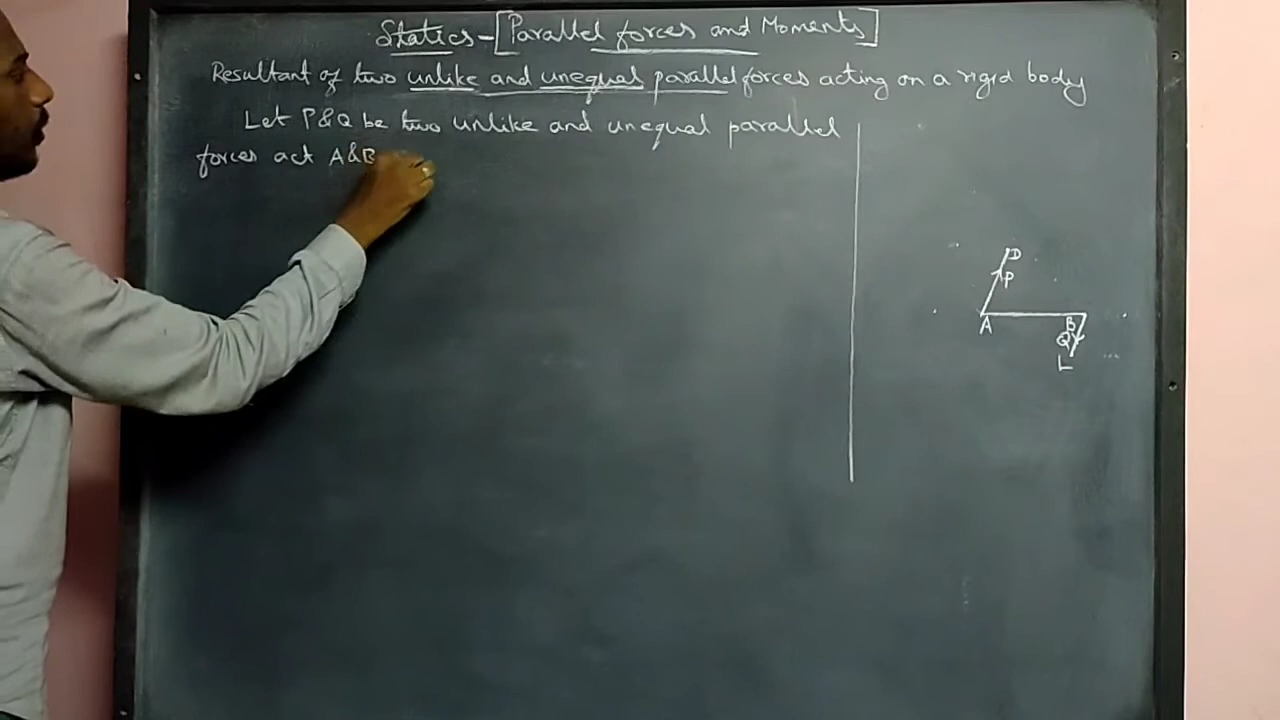 Statics-[Parallel forces and Moments]
Resultant of two unlike and unequal parallel forces acting on a rigid body
Let P&Q be two unlike and unequal parallel
forces act A&B
D
P
A
B
Q
L